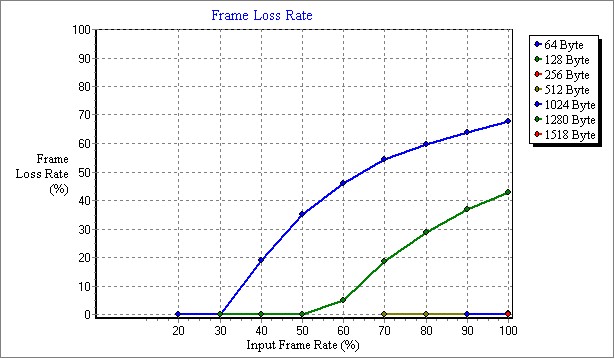 Frame Loss Rate
100
90
80
70
60
50
40
30
20
10
0
Frame
Loss Rate
(%)
20 30 40 50 60 70 80 90 100
Input Frame Rate (%)
64 Byte
128 Byte
256 Byte
512 Byte
1024 Byte
1280 Byte
1518 Byte